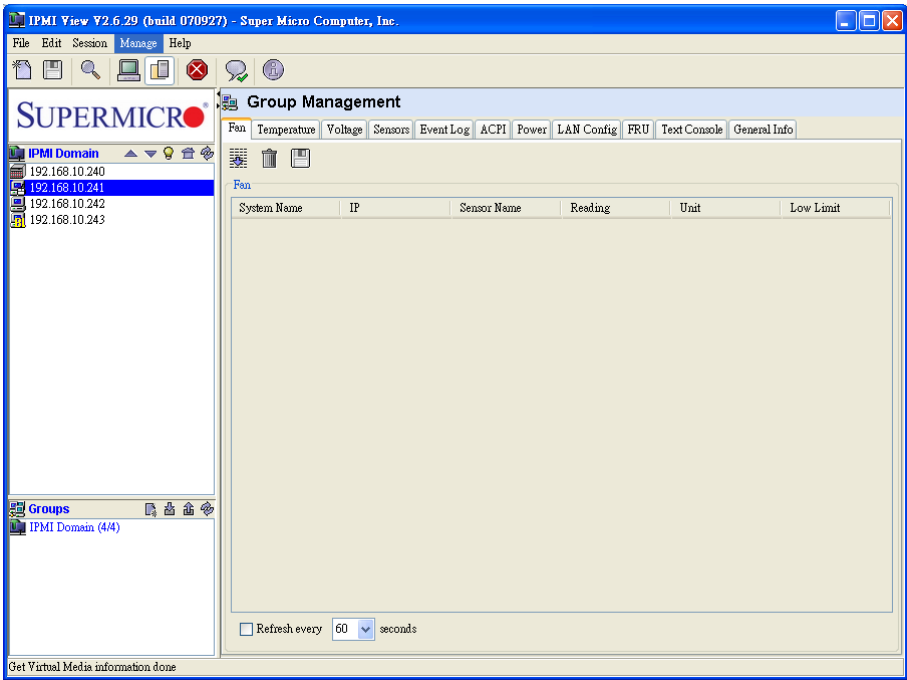 IPMI View V2.6.29 (build 070927) - Super Micro Computer, Inc.
File Edit Session Manage Help
SUPERMICRO
Group Management
Fan Temperature Voltage Sensors Event Log ACPI Power LAN Config FRU Text Console General Info
IPMI Domain
192.168.10.240
192.168.10.241
192.168.10.242
192.168.10.243
Fan
System Name IP Sensor Name Reading Unit Low Limit
Groups
IPMI Domain (4/4)
Refresh every 60 seconds
Get Virtual Media information done